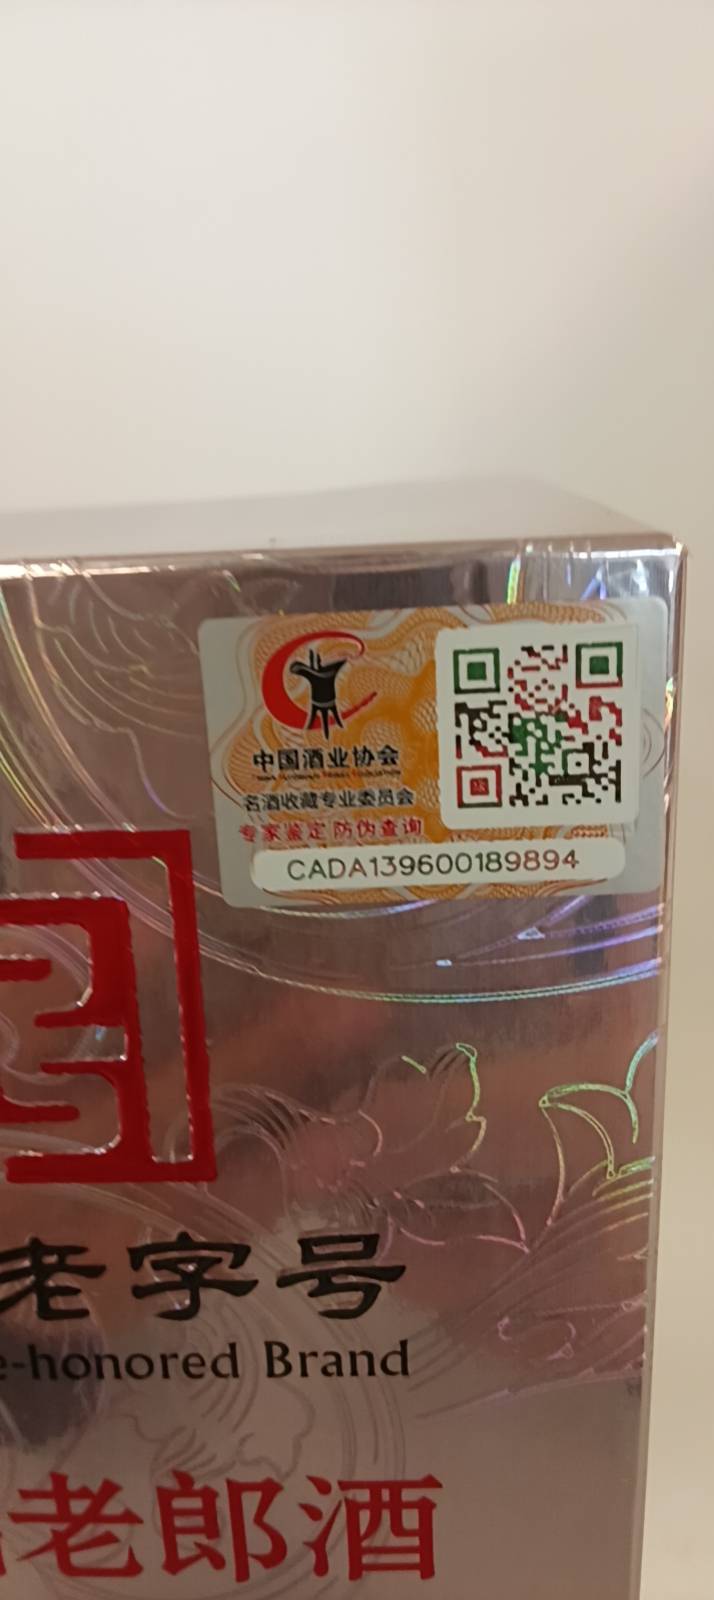 中国酒业协会
名酒收藏专业委员会
专家鉴定 防伪查询
CADA139600189894
老字号
e-honored Brand
老郎酒